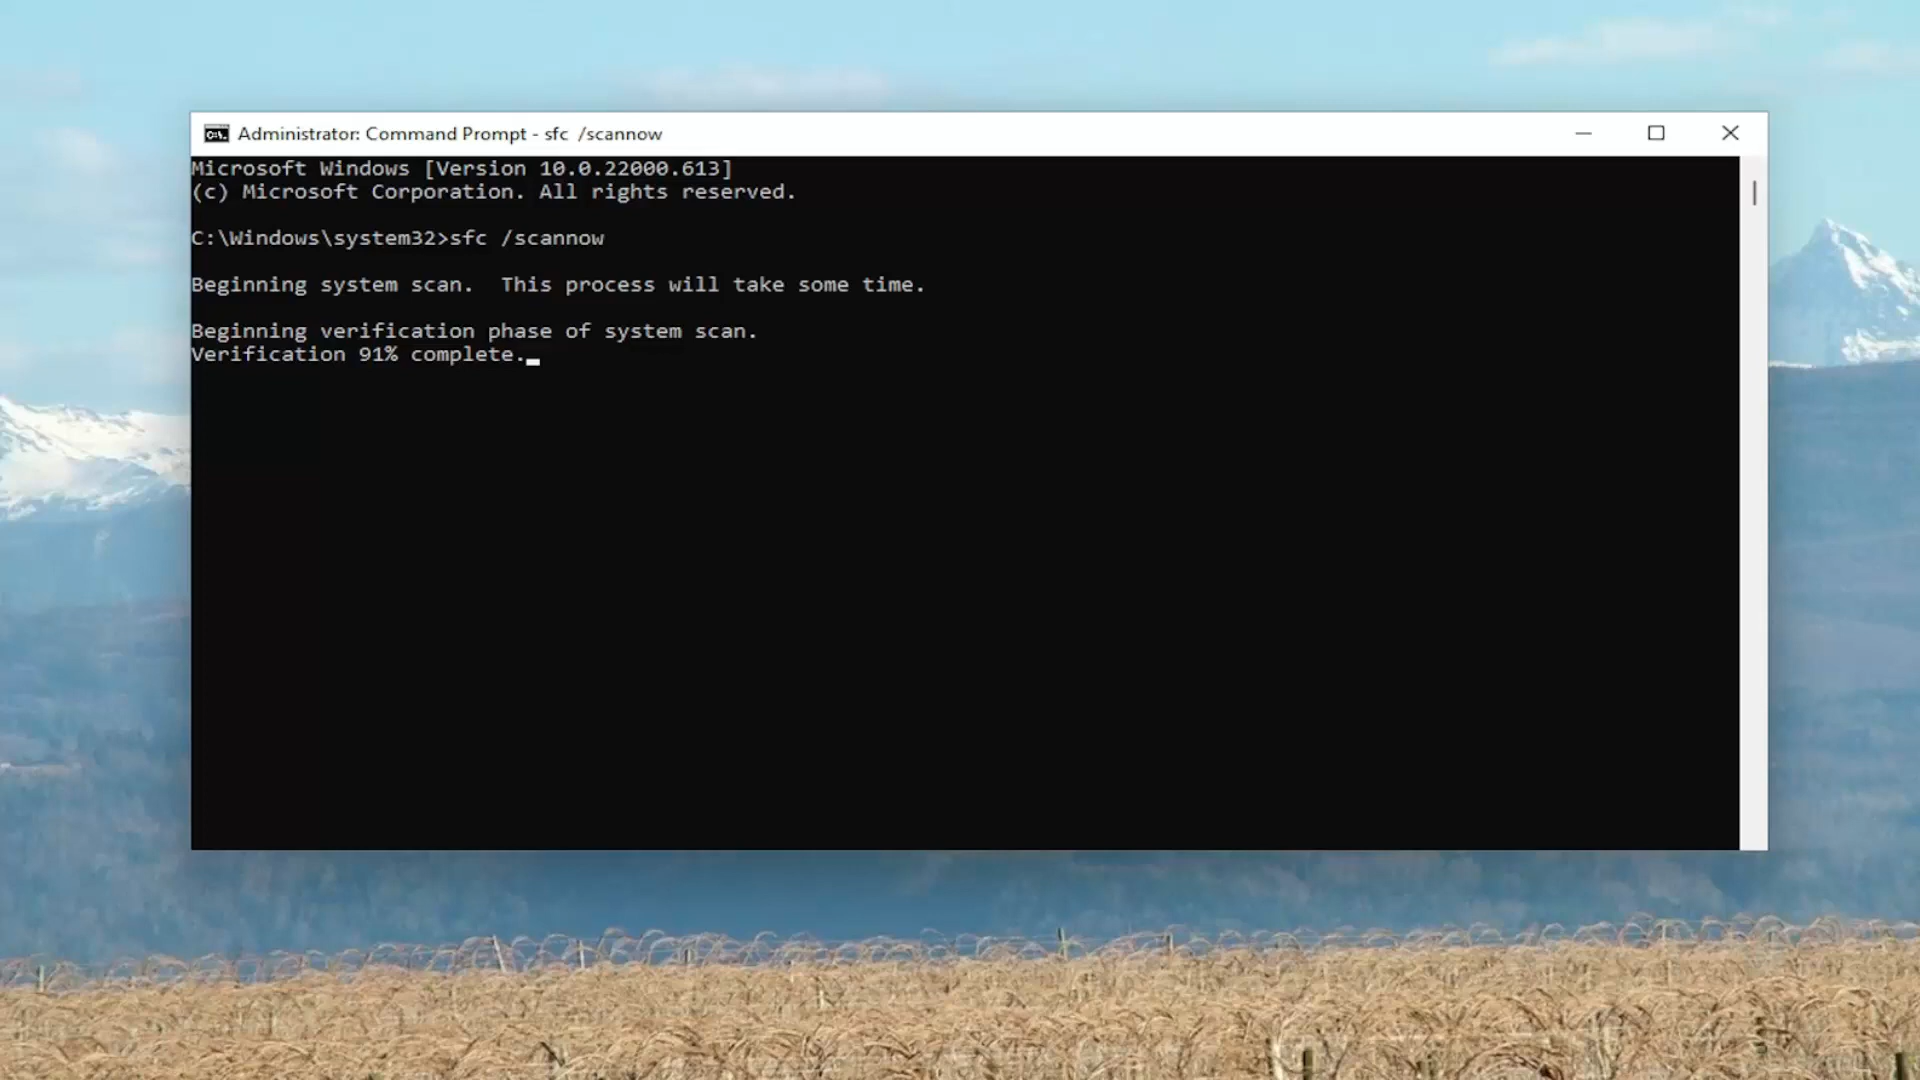 Administrator: Command Prompt - sfc  /scannow
Microsoft Windows [Version 10.0.22000.613]
(c) Microsoft Corporation. All rights reserved.
C:\Windows\system32>sfc /scannow
Beginning system scan.  This process will take some time.
Beginning verification phase of system scan.
Verification 91% complete.